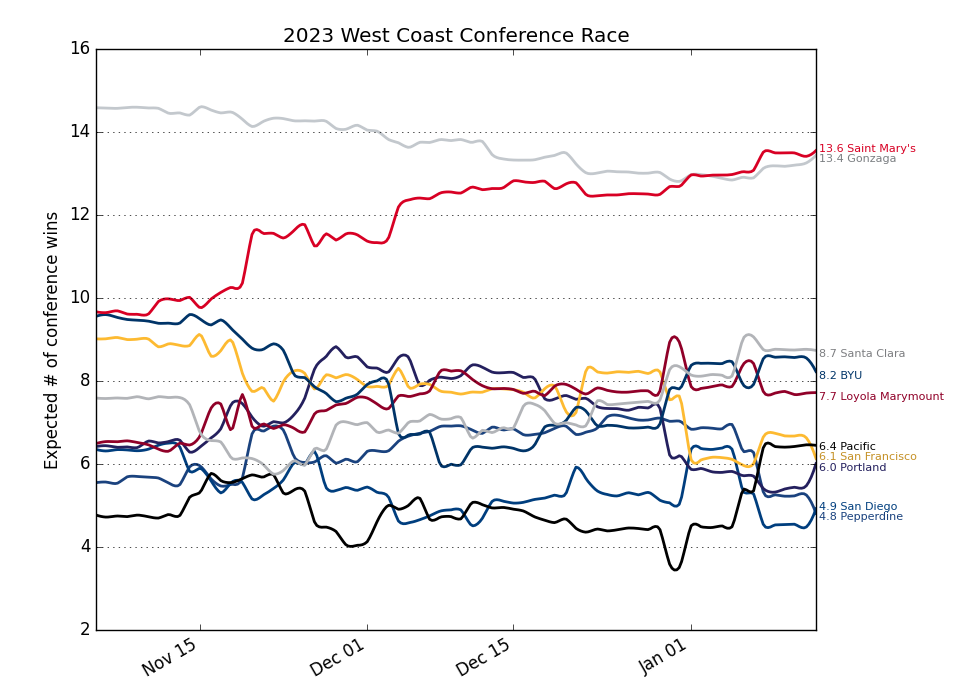 2023 West Coast Conference Race
Expected # of conference wins
16
14
12
10
8
6
4
2
Nov 15
Dec 01
Dec 15
Jan 01
13.6 Saint Mary's
13.4 Gonzaga
8.7 Santa Clara
8.2 BYU
7.7 Loyola Marymount
6.4 Pacific
6.1 San Francisco
6.0 Portland
4.9 San Diego
4.8 Pepperdine